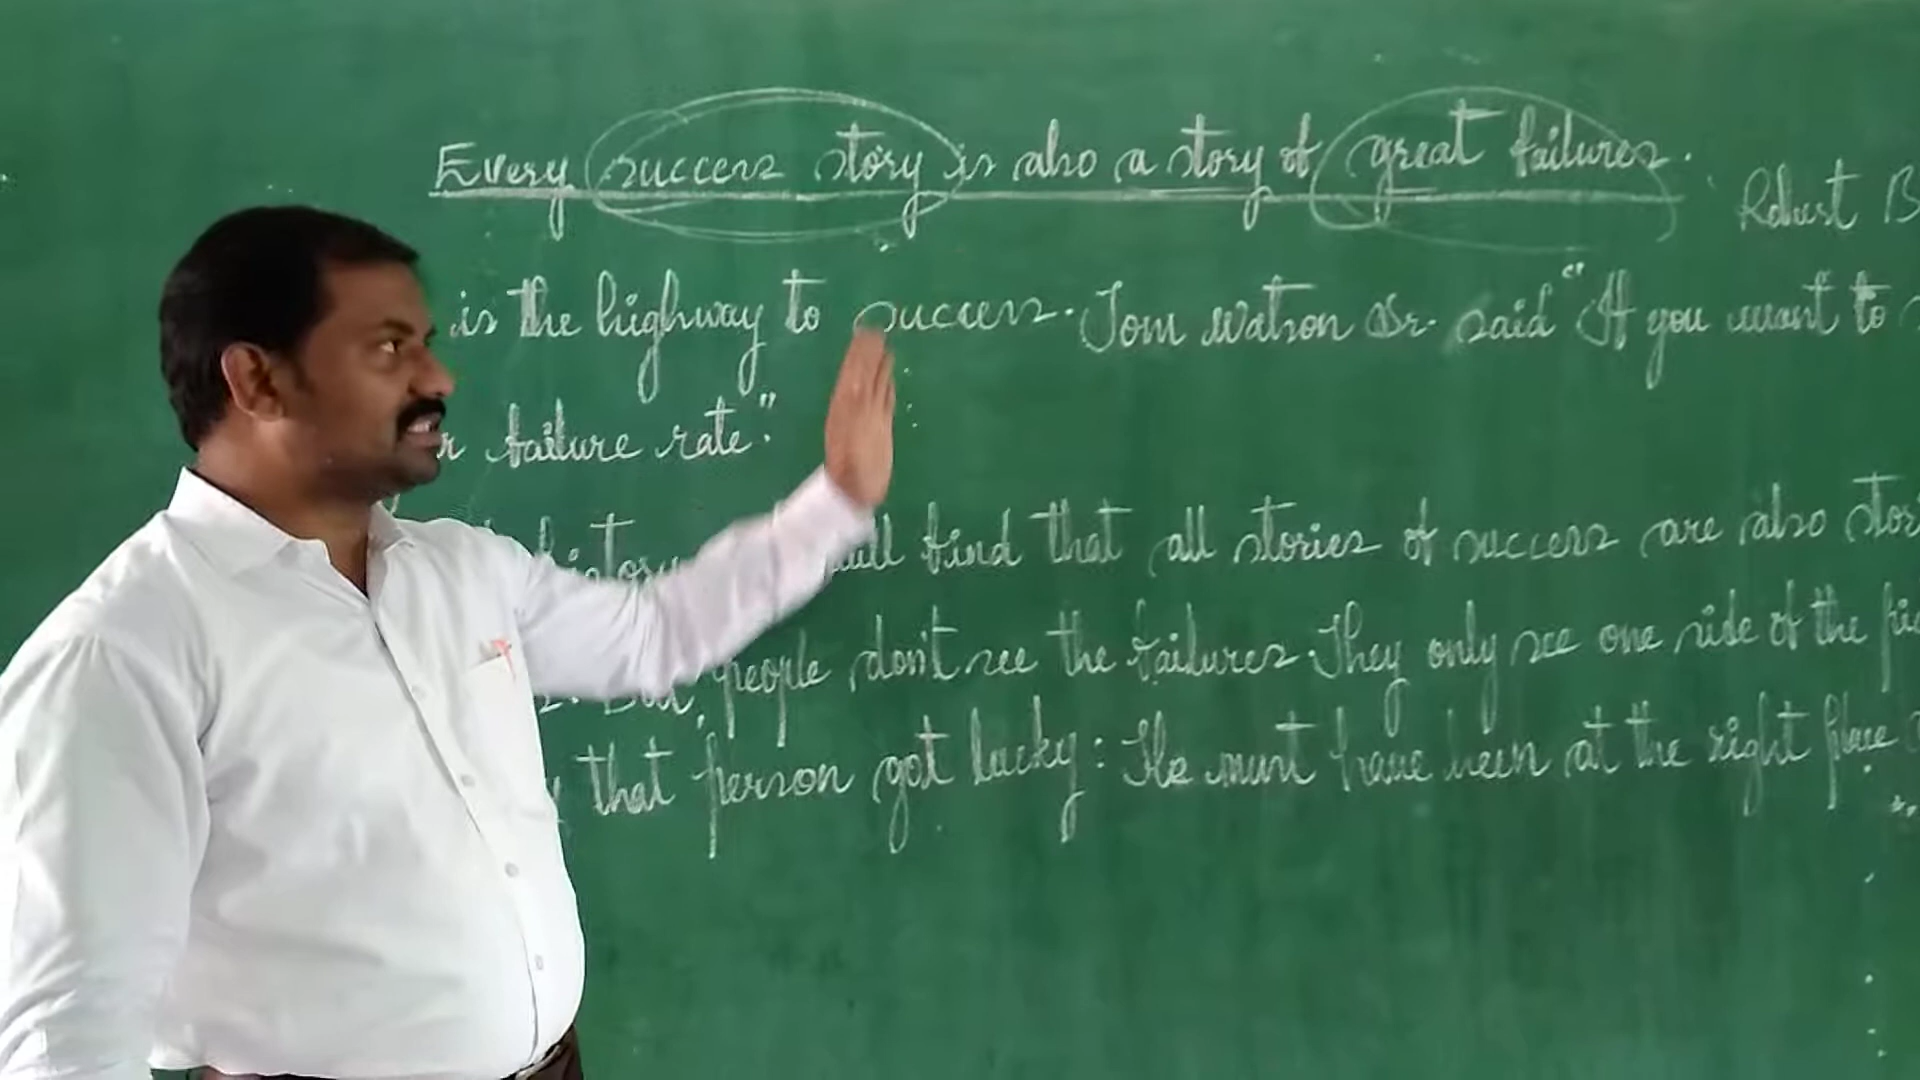 Every success story is also a story of great failures.
Robert B
is the highway to success. Tom Watson Sr. said "If you want to
failure rate."
history will find that all stories of success are also stor
But, people don't see the failures. They only see one side of the pic
that person got lucky: He must have been at the right place